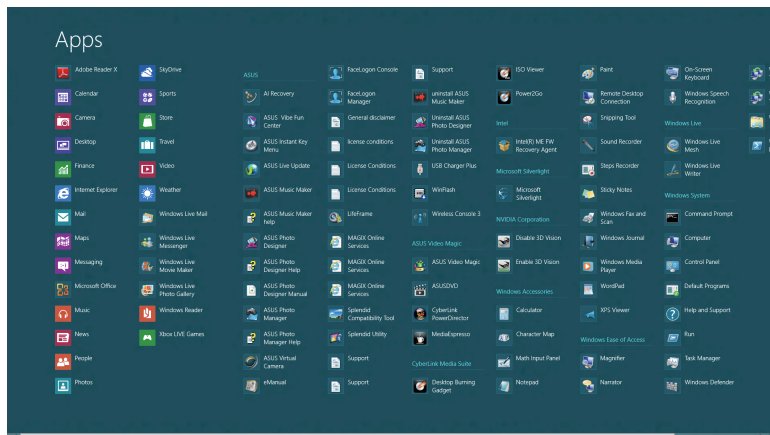 Apps
Adobe Reader X
Calendar
Camera
Desktop
Finance
Internet Explorer
Mail
Maps
Messaging
Microsoft Office
Music
News
People
Photos
SkyDrive
Sports
Store
Travel
Video
Weather
Windows Live Mail
Windows Live
Messenger
Windows Live
Movie Maker
Windows Live
Photo Gallery
Windows Reader
Xbox LIVE Games
ASUS
AI Recovery
ASUS Vibe Fun
Center
ASUS Instant Key
Menu
ASUS Live Update
ASUS Music Maker
ASUS Music Maker
help
ASUS Photo
Designer
ASUS Photo
Designer Help
ASUS Photo
Designer Manual
ASUS Photo
Manager
ASUS Photo
Manager Help
ASUS Virtual
Camera
eManual
FaceLogon Console
FaceLogon
Manager
General disclaimer
license conditions
License Conditions
License Conditions
LifeFrame
MAGIX Online
Services
MAGIX Online
Services
MAGIX Online
Services
Splendid
Compatibility Tool
Splendid Utility
Support
Support
Support
uninstall ASUS
Music Maker
Uninstall ASUS
Photo Designer
Uninstall ASUS
Photo Manager
USB Charger Plus
WinFlash
Wireless Console 3
ASUS Video Magic
ASUS Video Magic
ASUSDVD
CyberLink
PowerDirector
MediaEspresso
CyberLink Media Suite
Desktop Burning
Gadget
ISO Viewer
Power2Go
Intel
Intel(R) ME FW
Recovery Agent
Microsoft Silverlight
Microsoft
Silverlight
NVIDIA Corporation
Disable 3D Vision
Enable 3D Vision
Windows Accessories
Calculator
Character Map
Math Input Panel
Notepad
Paint
Remote Desktop
Connection
Snipping Tool
Sound Recorder
Steps Recorder
Sticky Notes
Windows Fax and
Scan
Windows Journal
Windows Media
Player
WordPad
XPS Viewer
Windows Ease of Access
Magnifier
Narrator
On-Screen
Keyboard
Windows Speech
Recognition
Windows Live
Windows Live
Mesh
Windows Live
Writer
Windows System
Command Prompt
Computer
Control Panel
Default Programs
Help and Support
Run
Task Manager
Windows Defender